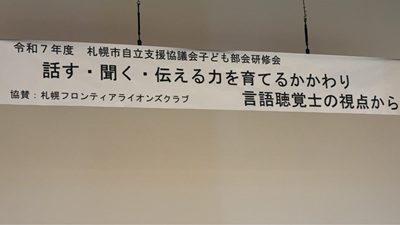 令和７年度　札幌市自立支援協議会子ども部会研修会
話す・聞く・伝える力を育てるかかわり
協賛：札幌フロンティアライオンズクラブ　言語聴覚士の視点から